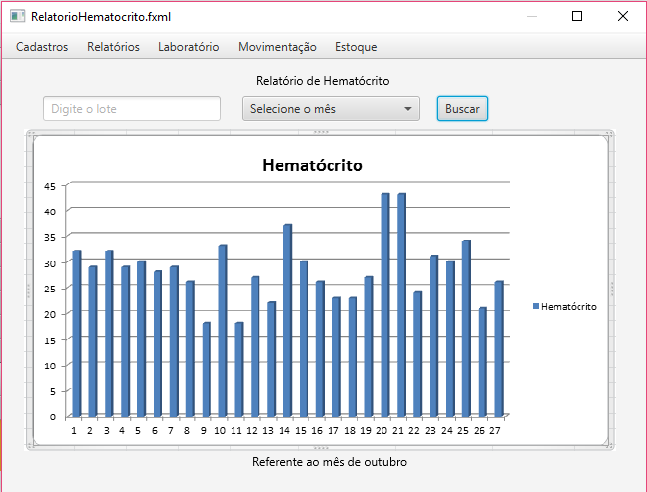 RelatorioHematocrito.fxml
Cadastros Relatórios Laboratório Movimentação Estoque
Relatório de Hematócrito
Digite o lote Selecione o mês Buscar
Hematócrito
45
40
35
30
25
20
15
10
5
0
Hematócrito
1 2 3 4 5 6 7 8 9 10 11 12 13 14 15 16 17 18 19 20 21 22 23 24 25 26 27
Referente ao mês de outubro